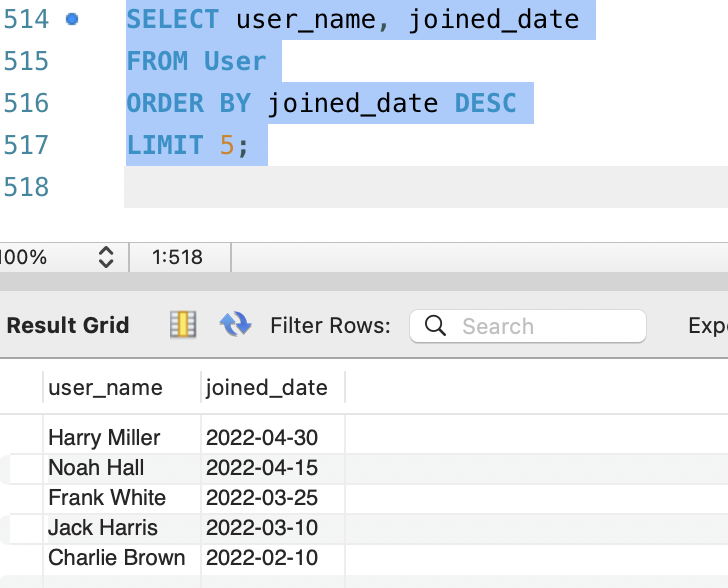 514 SELECT user_name, joined_date
515 FROM User
516 ORDER BY joined_date DESC
517 LIMIT 5;
518
100% 1:518
Result Grid Filter Rows: Search
user_name joined_date
Harry Miller 2022-04-30
Noah Hall 2022-04-15
Frank White 2022-03-25
Jack Harris 2022-03-10
Charlie Brown 2022-02-10